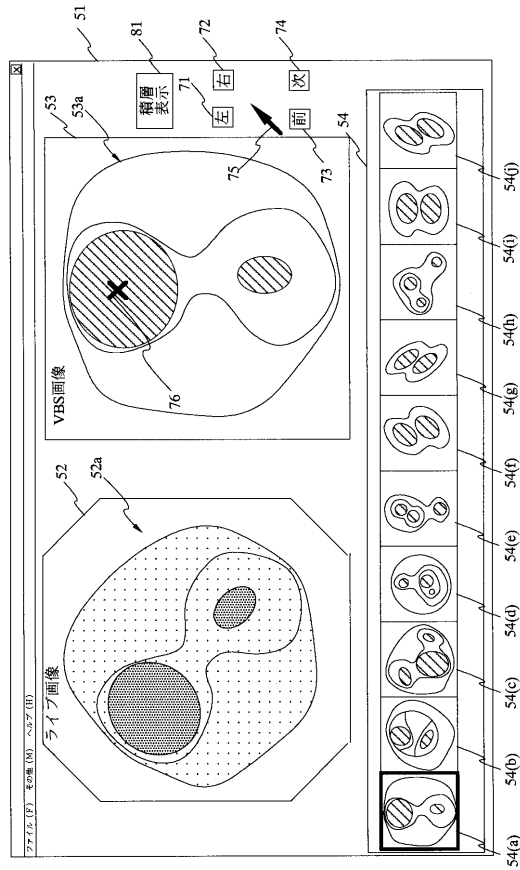 ファイル (F) その他 (M) ヘルプ (H)
51
52
ライブ画像
52a
53
VBS画像
53a
76
81
積層
表示
71
左
72
右
75
73
前
74
次
54
54(a)
54(b)
54(c)
54(d)
54(e)
54(f)
54(g)
54(h)
54(i)
54(j)